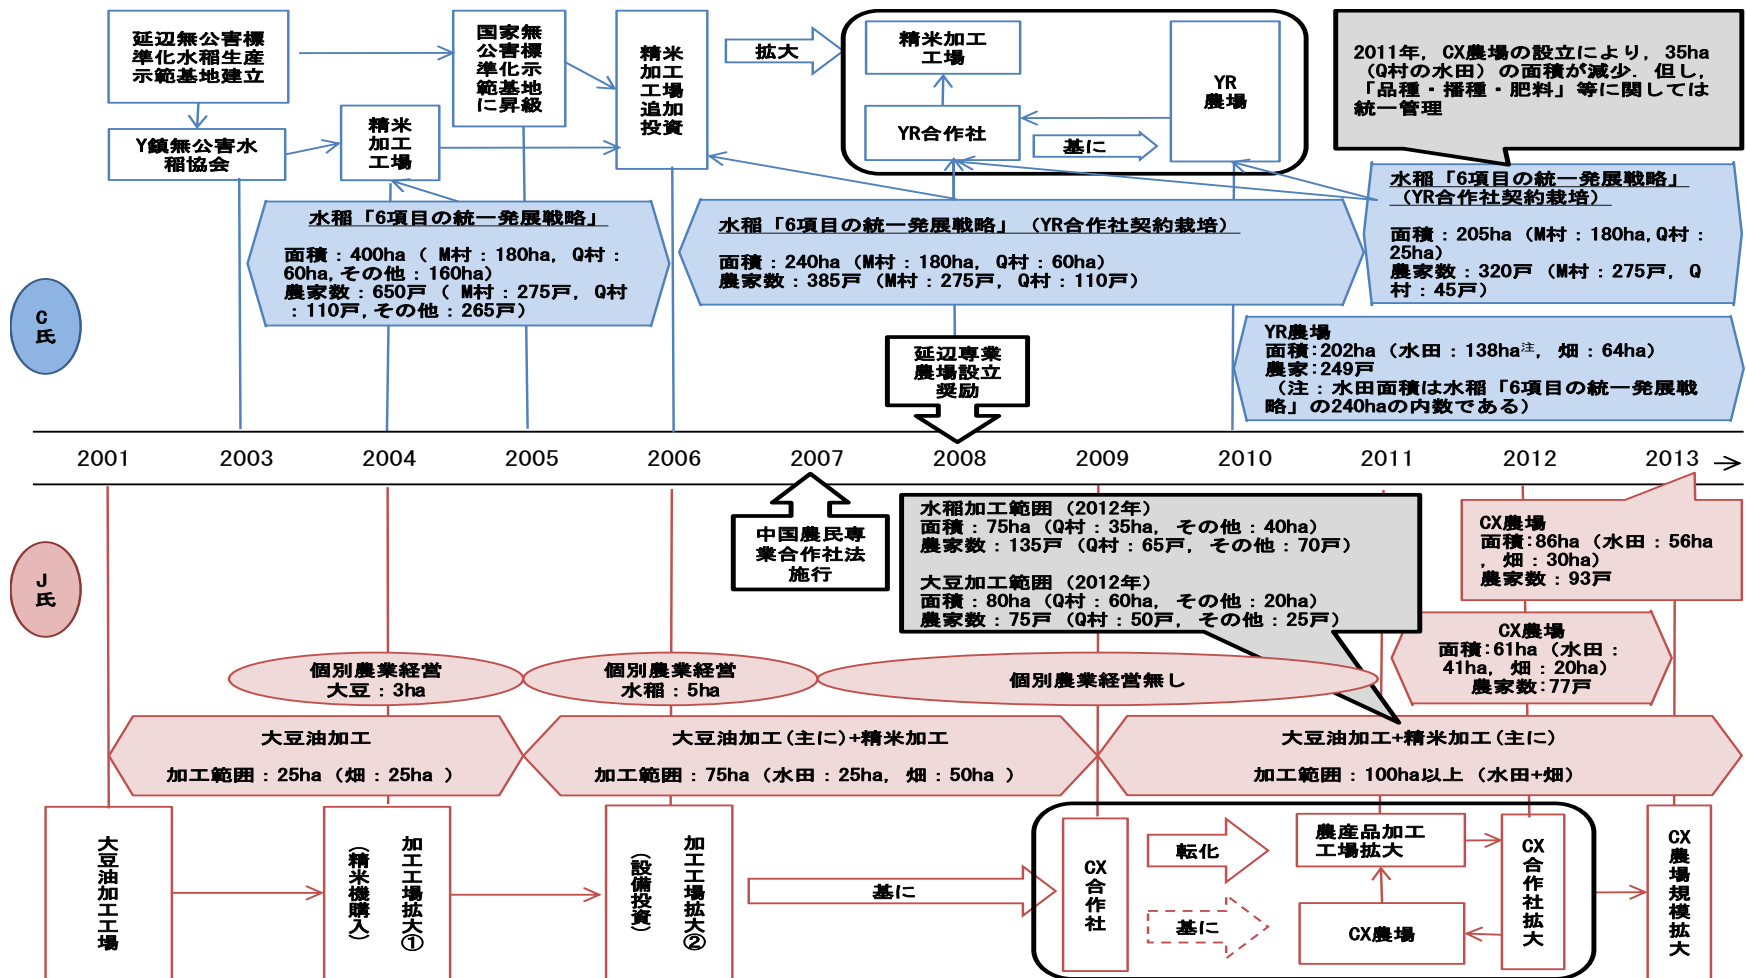 延辺無公害標
準化水稲生産
示範基地建立
国家無
公害標
準化示
範基地
に昇級
精米
加工
工場
追加
投資
拡大
精米加工
工場
YR
農場
YR合作社
基に
Y鎮無公害水
稲協会
精米
加工
工場
2011年，CX農場の設立により，35ha
（Q村の水田）の面積が減少．但し，
「品種・播種・肥料」等に関しては
統一管理
水稲「6項目の統一発展戦略」
面積：400ha（ M村：180ha， Q村：
60ha,その他：160ha）
農家数：650戸（ M村：275戸， Q村
：110戸,その他：265戸）
水稲「6項目の統一発展戦略」（YR合作社契約栽培）
面積：240ha（M村：180ha， Q村：60ha）
農家数：385戸（M村：275戸， Q村：110戸）
水稲「6項目の統一発展戦略」
（YR合作社契約栽培）
面積：205ha（M村：180ha,Q村：
25ha）
農家数：320戸（M村：275戸， Q
村：45戸）
C
氏
延辺専業
農場設立
奨励
YR農場
面積:202ha（水田：138ha注， 畑：64ha）
農家:249戸
（注：水田面積は水稲「6項目の統一発展戦
略」の240haの内数である）
2001 2003 2004 2005 2006 2007 2008 2009 2010 2011 2012 2013
J
氏
中国農民専
業合作社法
施行
水稲加工範囲（2012年）
面積：75ha（Q村：35ha， その他：40ha）
農家数：135戸（Q村：65戸， その他：70戸）
大豆加工範囲（2012年）
面積：80ha（Q村：60ha， その他：20ha）
農家数：75戸（Q村：50戸， その他：25戸）
CX農場
面積:86ha（水田：56ha
， 畑：30ha）
農家数：93戸
CX農場
面積:61ha（水田：
41ha， 畑：20ha）
農家数:77戸
個別農業経営
大豆：3ha
個別農業経営
水稲：5ha
個別農業経営無し
大豆油加工
加工範囲：25ha（畑：25ha ）
大豆油加工(主に)+精米加工
加工範囲：75ha（水田：25ha， 畑：50ha ）
大豆油加工+精米加工(主に)
加工範囲：100ha以上（水田+畑）
大豆油加工工場
加工工場拡大①
（精米機購入）
加工工場拡大②
（設備投資）
基に
CX
合作社
転化
基に
農産品加工
工場拡大
CX農場
CX
合作社拡大
CX
農場規模拡大